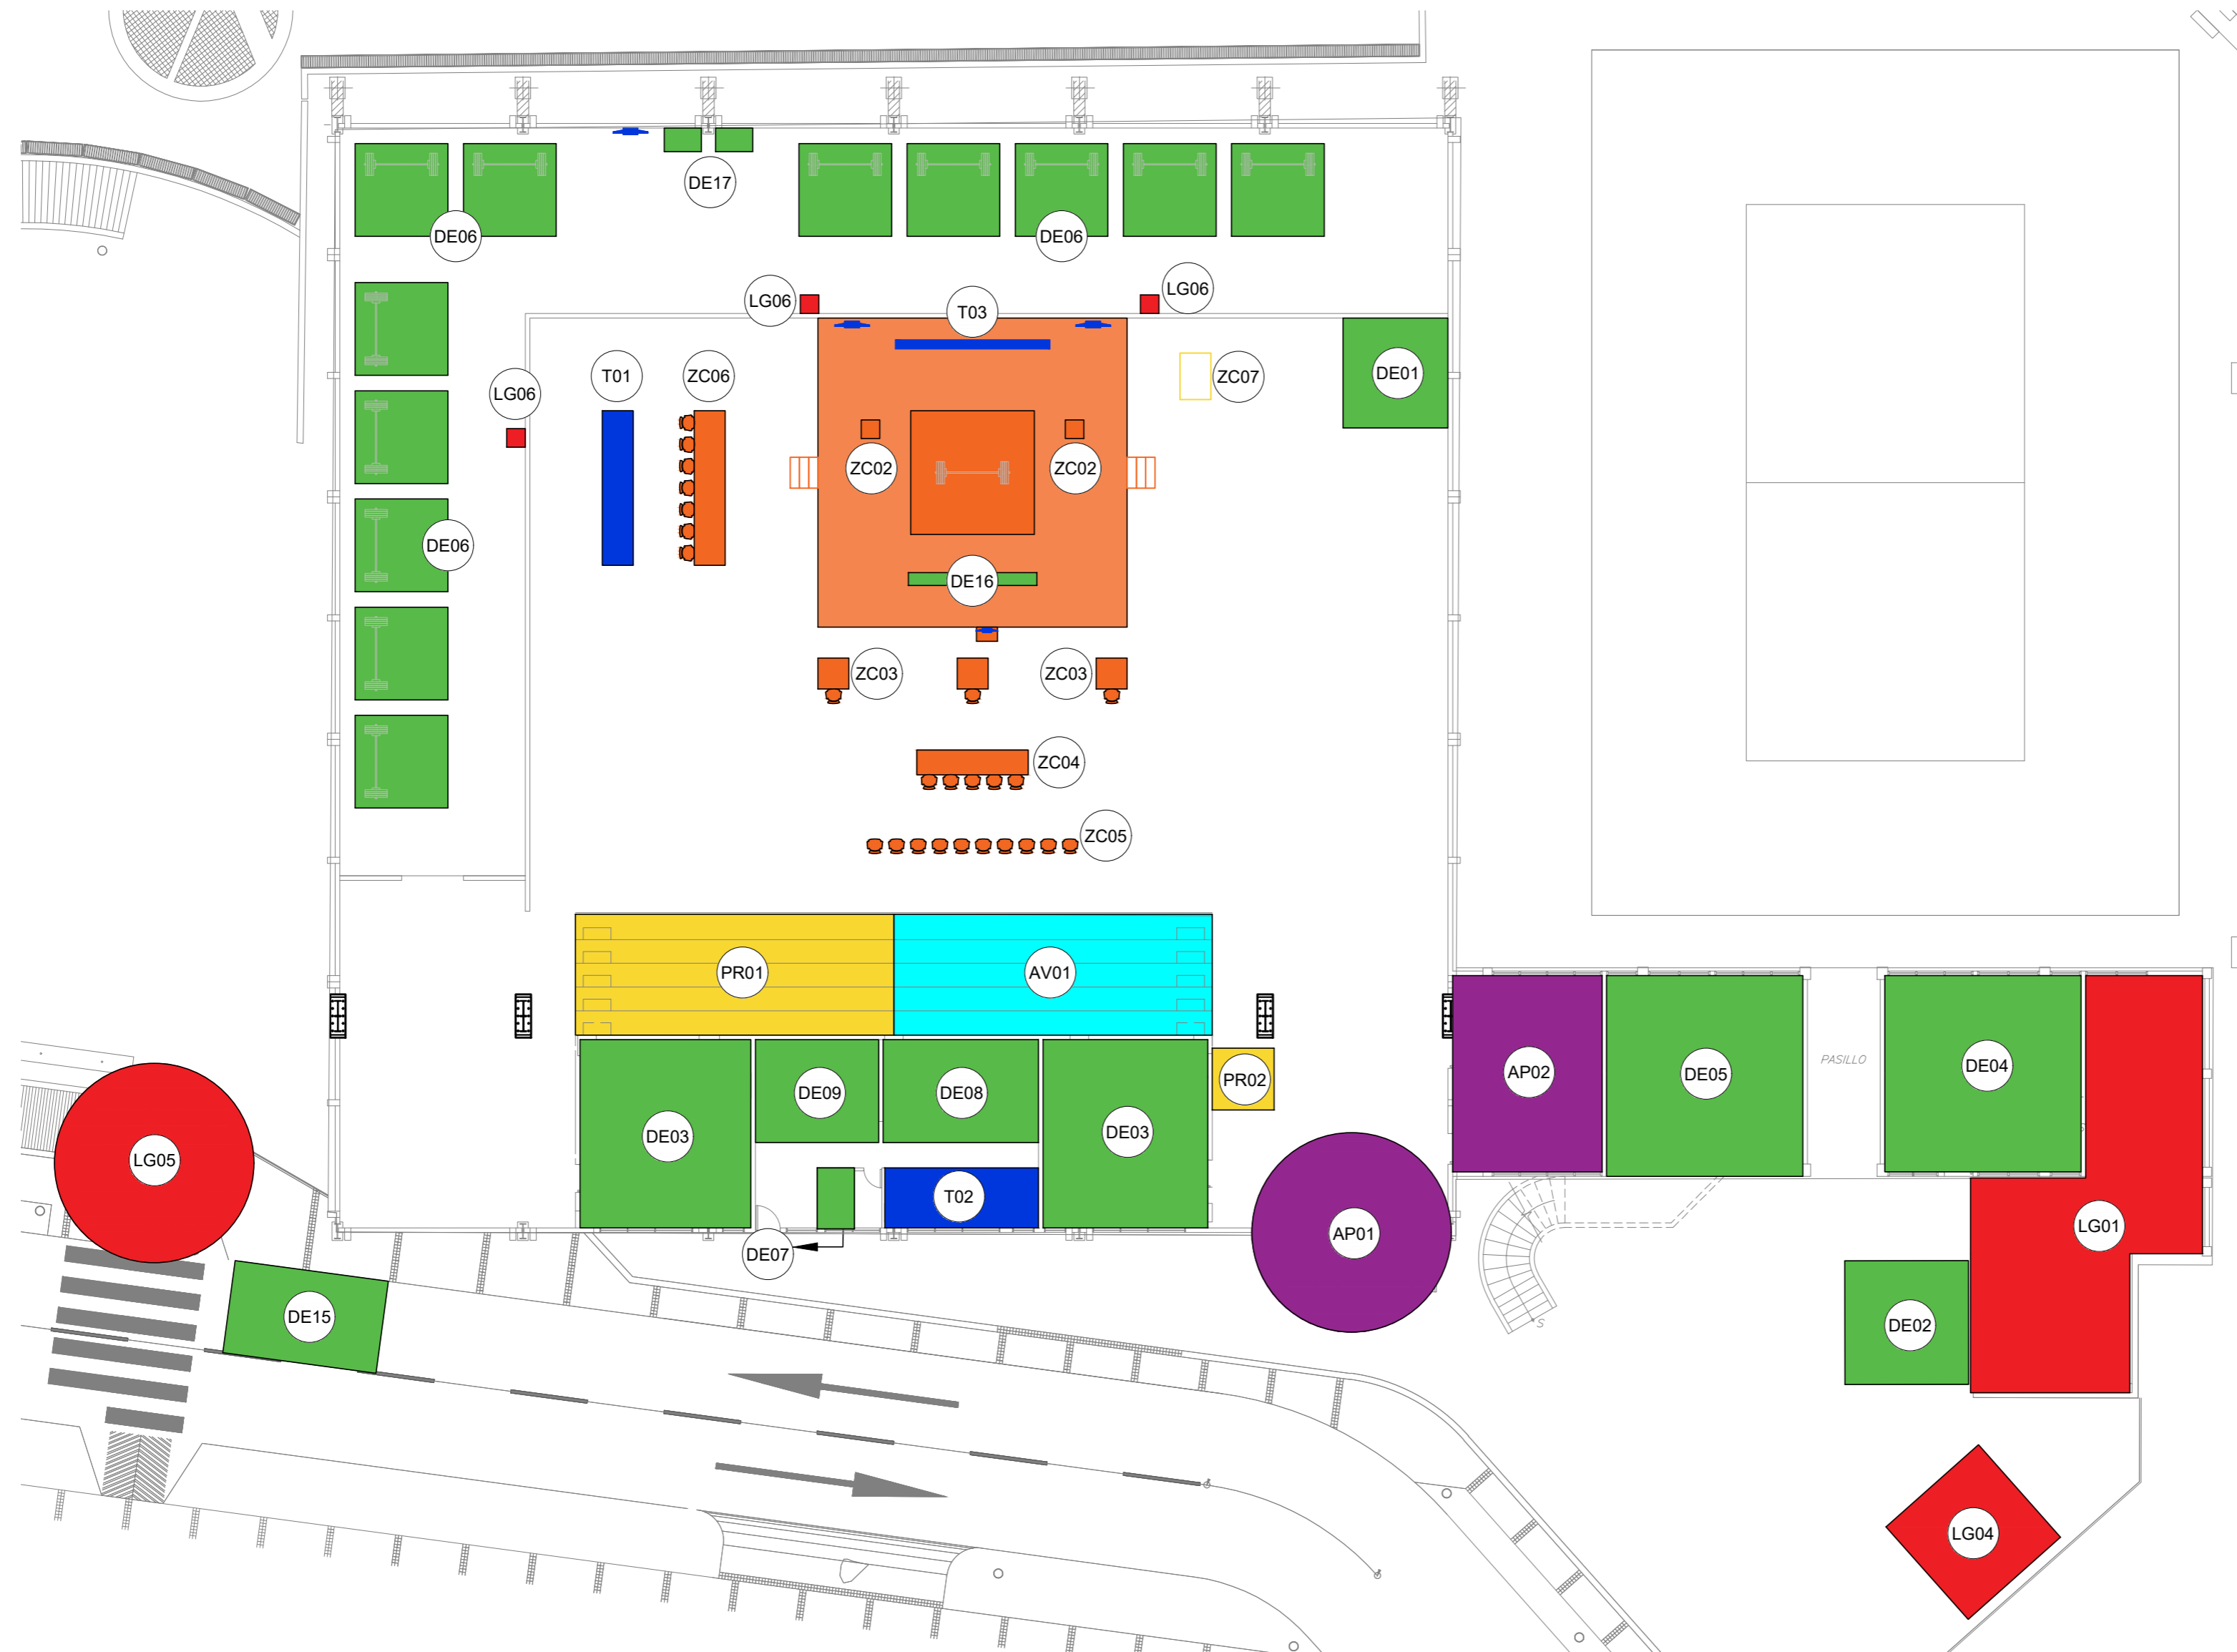 DE17
DE06
DE06
LG06
LG06
T03
T01
ZC06
ZC07
DE01
LG06
ZC02
ZC02
DE06
DE16
ZC03
ZC03
ZC04
ZC05
PR01
AV01
AP02
DE05
PASILLO
DE04
PR02
DE09
DE08
DE03
DE03
LG05
T02
AP01
LG01
DE07
DE15
DE02
S
LG04